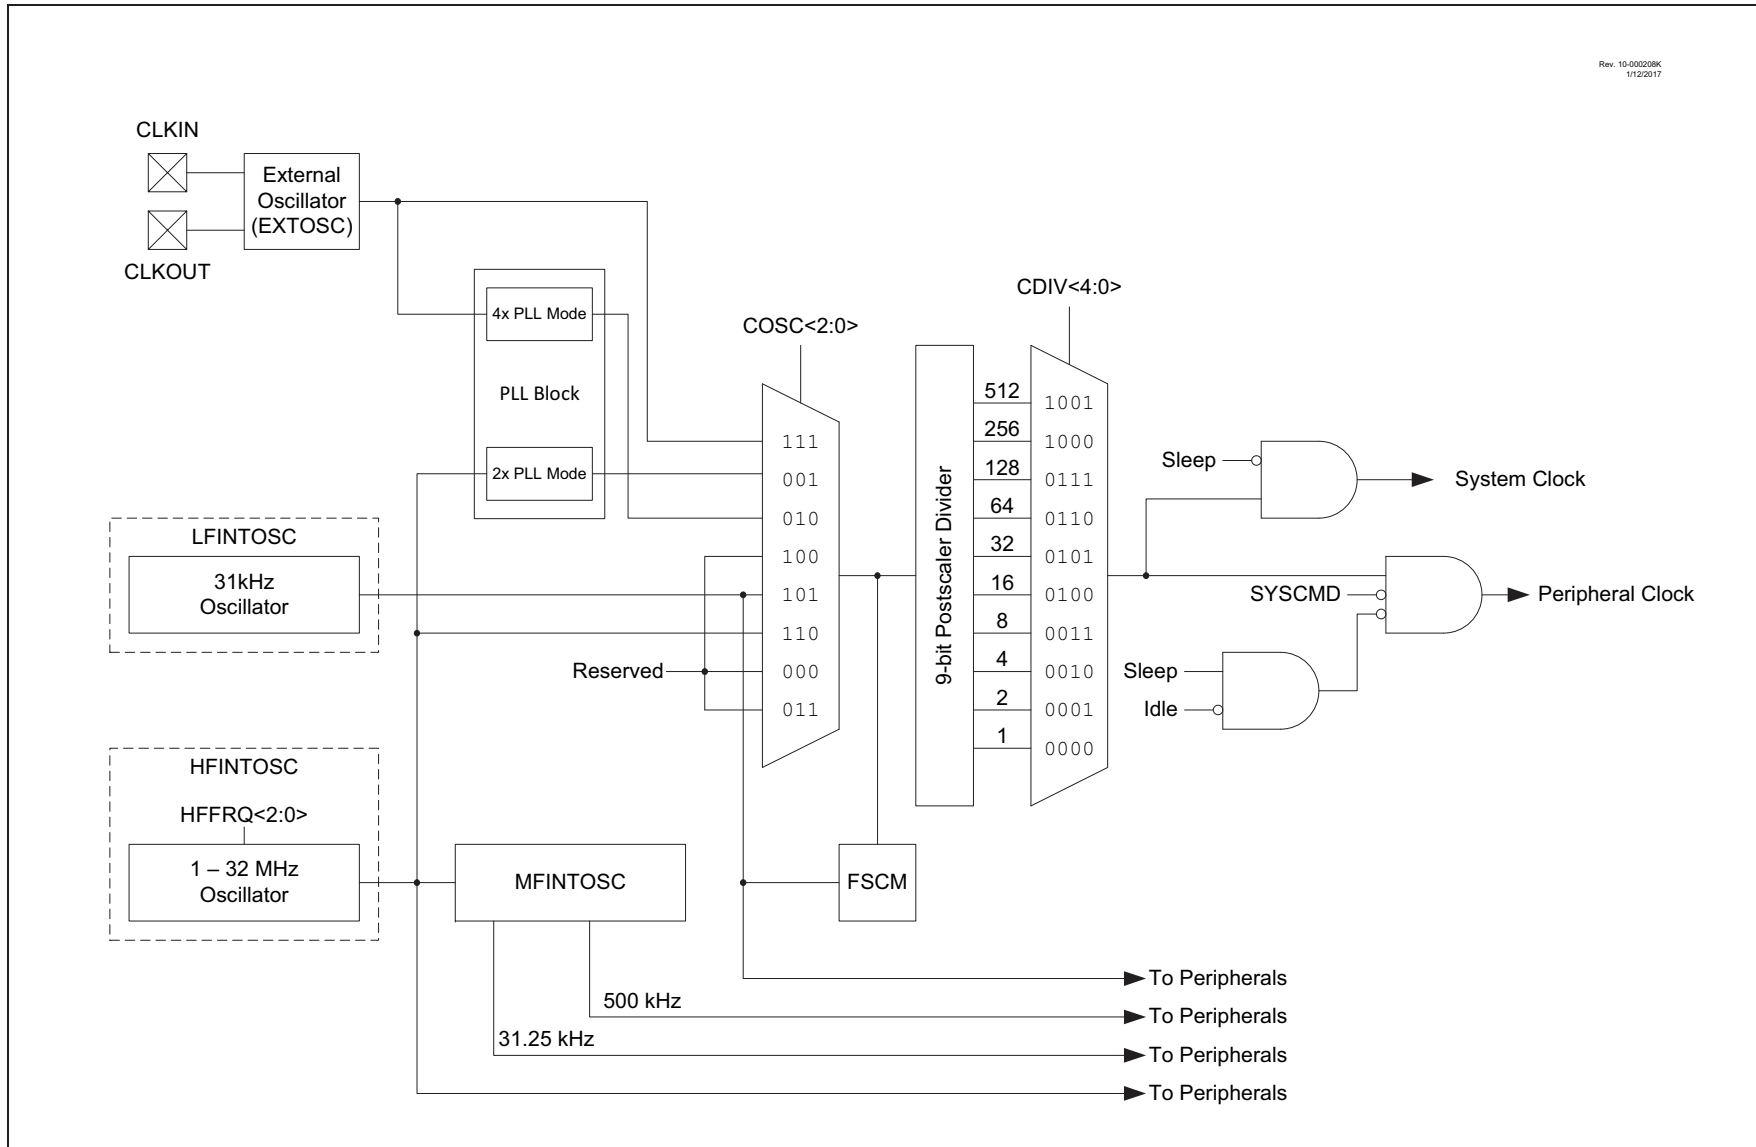 Rev. 10-000208K
1/12/2017
CLKIN
External
Oscillator
(EXTOSC)
CLKOUT
4x PLL Mode
PLL Block
2x PLL Mode
COSC<2:0>
111
001
010
100
101
110
000
011
Reserved
LFINTOSC
31kHz
Oscillator
HFINTOSC
HFFRQ<2:0>
1 – 32 MHz
Oscillator
MFINTOSC
FSCM
500 kHz
31.25 kHz
9-bit Postscaler Divider
CDIV<4:0>
512
1001
256
1000
128
0111
64
0110
32
0101
16
0100
8
0011
4
0010
2
0001
1
0000
Sleep
System Clock
SYSCMD
Peripheral Clock
Sleep
Idle
To Peripherals
To Peripherals
To Peripherals
To Peripherals